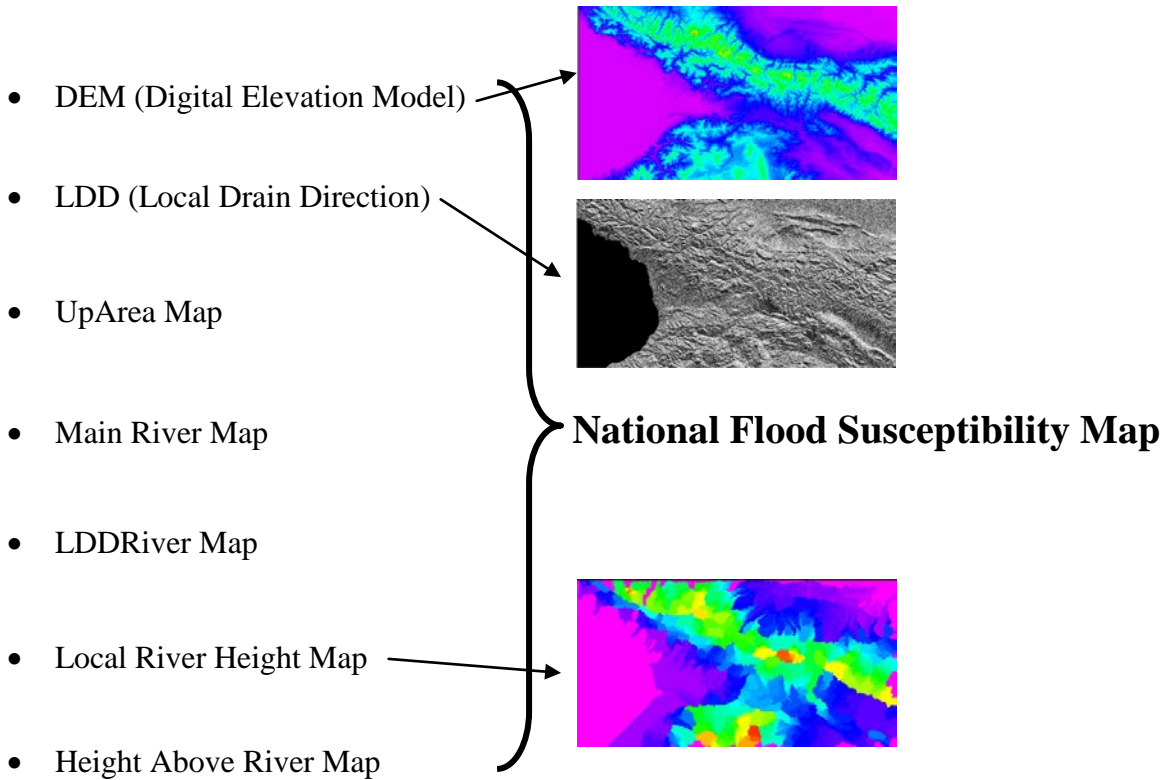 • DEM (Digital Elevation Model)
• LDD (Local Drain Direction)
• UpArea Map
• Main River Map
National Flood Susceptibility Map
• LDDRiver Map
• Local River Height Map
• Height Above River Map